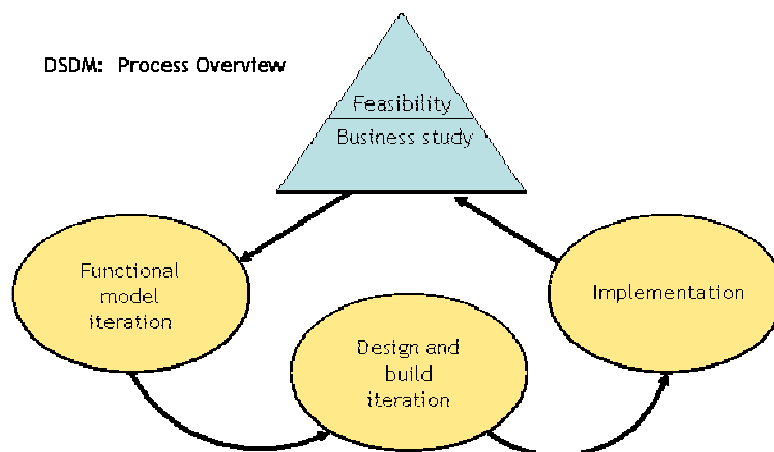 DSDM: Process Overview
Feasibility
Business study
Functional
model
iteration
Design and
build
iteration
Implementation